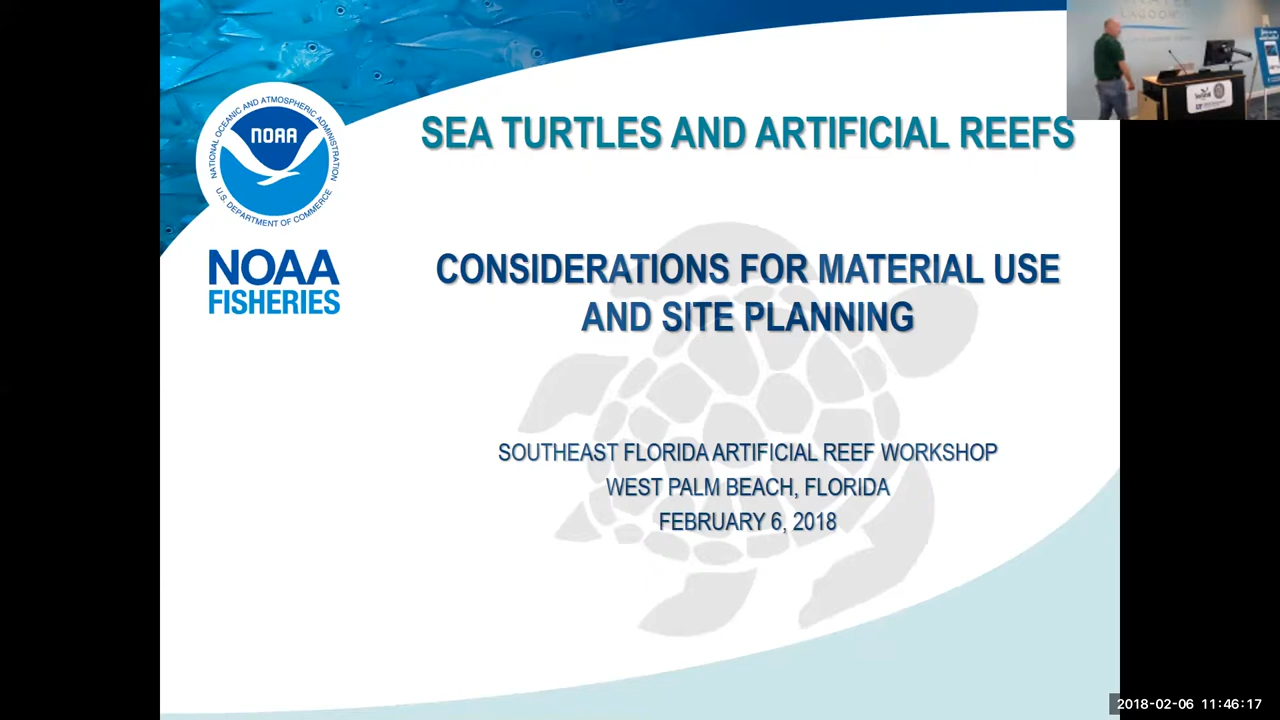 SEA TURTLES AND ARTIFICIAL REEFS
NATIONAL OCEANIC AND ATMOSPHERIC ADMINISTRATION
NOAA
U.S. DEPARTMENT OF COMMERCE
NOAA
FISHERIES
CONSIDERATIONS FOR MATERIAL USE
AND SITE PLANNING
SOUTHEAST FLORIDA ARTIFICIAL REEF WORKSHOP
WEST PALM BEACH, FLORIDA
FEBRUARY 6, 2018
2018-02-06 11:46:17